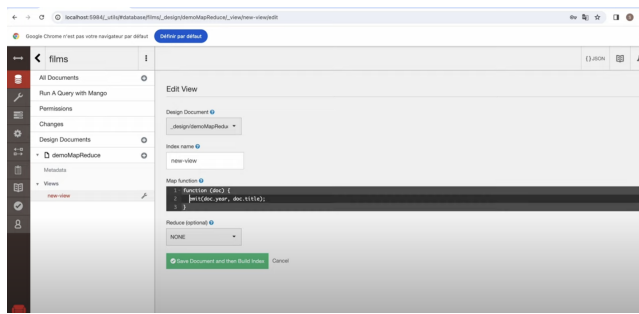 localhost:5984/_utils/#database/films/_design/demoMapReduce/_view/new-view/edit
Google Chrome n'est pas votre navigateur par défaut
Définir par défaut
films
{} JSON
All Documents
Run A Query with Mango
Permissions
Changes
Design Documents
demoMapReduce
Metadata
Views
new-view
Edit View
Design Document
_design/demoMapRedu
Index name
new-view
Map function
1 function (doc) {
2 emit(doc.year, doc.title);
3 }
Reduce (optional)
NONE
Save Document and then Build Index Cancel